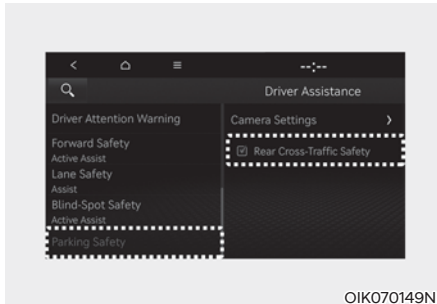 --:--
Driver Assistance
Driver Attention Warning
Forward Safety
Active Assist
Lane Safety
Assist
Blind-Spot Safety
Active Assist
Parking Safety
Camera Settings
Rear Cross-Traffic Safety
OIK070149N